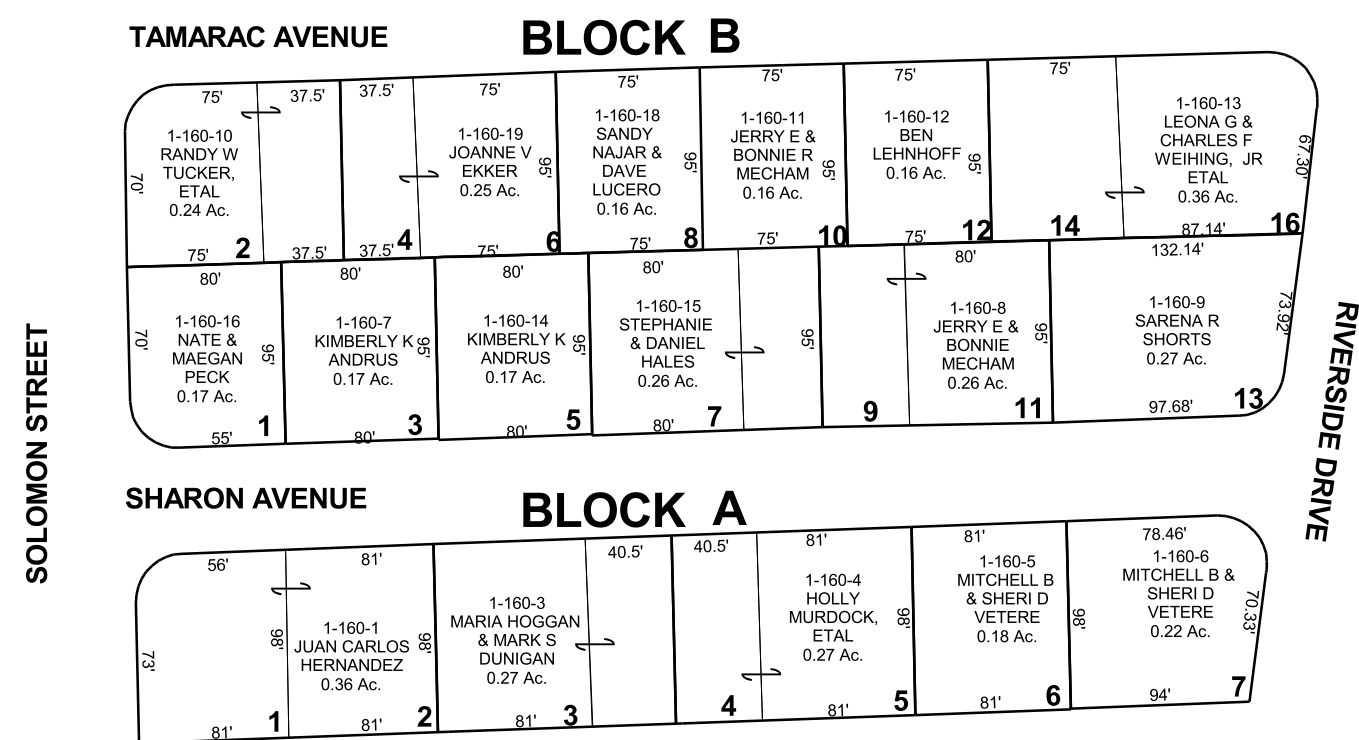 TAMARAC AVENUE
BLOCK B
75'
37.5'
37.5'
75'
75'
75'
75'
75'
1-160-10
RANDY W
TUCKER,
ETAL
0.24 Ac.
70'
75'
2
37.5'
37.5'
4
1-160-19
JOANNE V
EKKER
0.25 Ac.
95'
75'
6
1-160-18
SANDY
NAJAR &
DAVE
LUCERO
0.16 Ac.
95'
75'
8
1-160-11
JERRY E &
BONNIE R
MECHAM
0.16 Ac.
95'
75'
10
1-160-12
BEN
LEHNHOFF
0.16 Ac.
95'
75'
12
14
1-160-13
LEONA G &
CHARLES F
WEIHING, JR
ETAL
0.36 Ac.
67.30'
87.14'
16
80'
1-160-16
NATE &
MAEGAN
PECK
0.17 Ac.
70'
95'
55'
1
80'
1-160-7
KIMBERLY K
ANDRUS
0.17 Ac.
95'
80'
3
80'
1-160-14
KIMBERLY K
ANDRUS
0.17 Ac.
95'
80'
5
80'
1-160-15
STEPHANIE
& DANIEL
HALES
0.26 Ac.
80'
7
95'
9
80'
1-160-8
JERRY E &
BONNIE
MECHAM
0.26 Ac.
95'
11
132.14'
1-160-9
SARENA R
SHORTS
0.27 Ac.
73.92'
97.68'
13
SOLOMON STREET
RIVERSIDE DRIVE
SHARON AVENUE
BLOCK A
56'
73'
98'
81'
1
81'
1-160-1
JUAN CARLOS
HERNANDEZ
0.36 Ac.
98'
81'
2
1-160-3
MARIA HOGGAN
& MARK S
DUNIGAN
0.27 Ac.
81'
3
40.5'
40.5'
4
81'
1-160-4
HOLLY
MURDOCK,
ETAL
0.27 Ac.
98'
81'
5
81'
1-160-5
MITCHELL B
& SHERI D
VETERE
0.18 Ac.
98'
81'
6
78.46'
1-160-6
MITCHELL B &
SHERI D
VETERE
0.22 Ac.
70.33'
94'
7